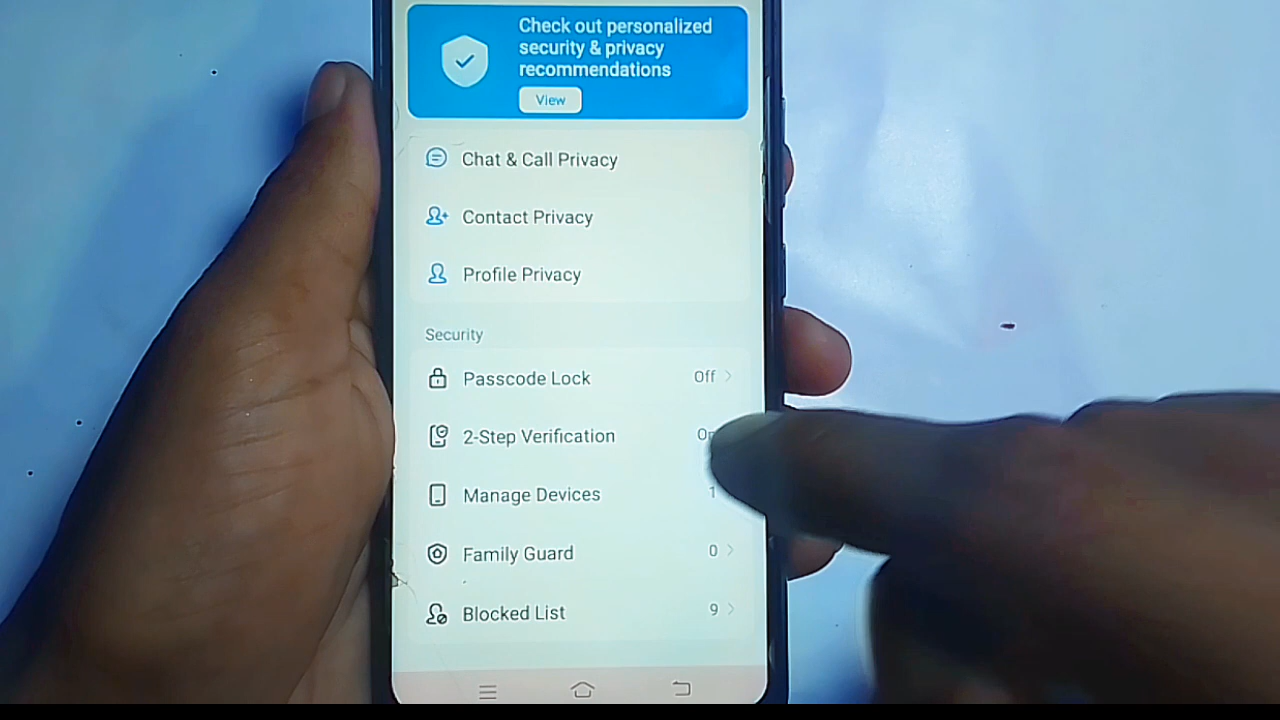 Check out personalized
security & privacy
recommendations
View
Chat & Call Privacy
Contact Privacy
Profile Privacy
Security
Passcode Lock Off
2-Step Verification
Manage Devices 1
Family Guard 0
Blocked List 9